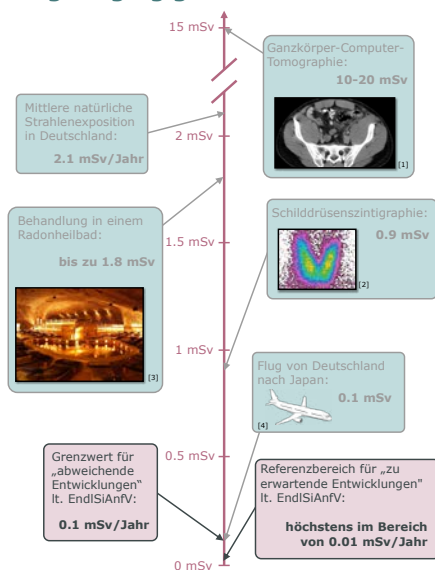 15 mSv
Ganzkörper-Computer-
Tomographie:
10-20 mSv
[1]
Mittlere natürliche
Strahlenexposition
in Deutschland:
2.1 mSv/Jahr
2 mSv
Behandlung in einem
Radonheilbad:
bis zu 1.8 mSv
[3]
Schilddrüsenszintigraphie:
0.9 mSv
[2]
1.5 mSv
1 mSv
Flug von Deutschland
nach Japan:
0.1 mSv
[4]
0.5 mSv
Grenzwert für
„abweichende
Entwicklungen“
lt. EndlSiAnfV:
0.1 mSv/Jahr
Referenzbereich für „zu
erwartende Entwicklungen"
lt. EndlSiAnfV:
höchstens im Bereich
von 0.01 mSv/Jahr
0 mSv